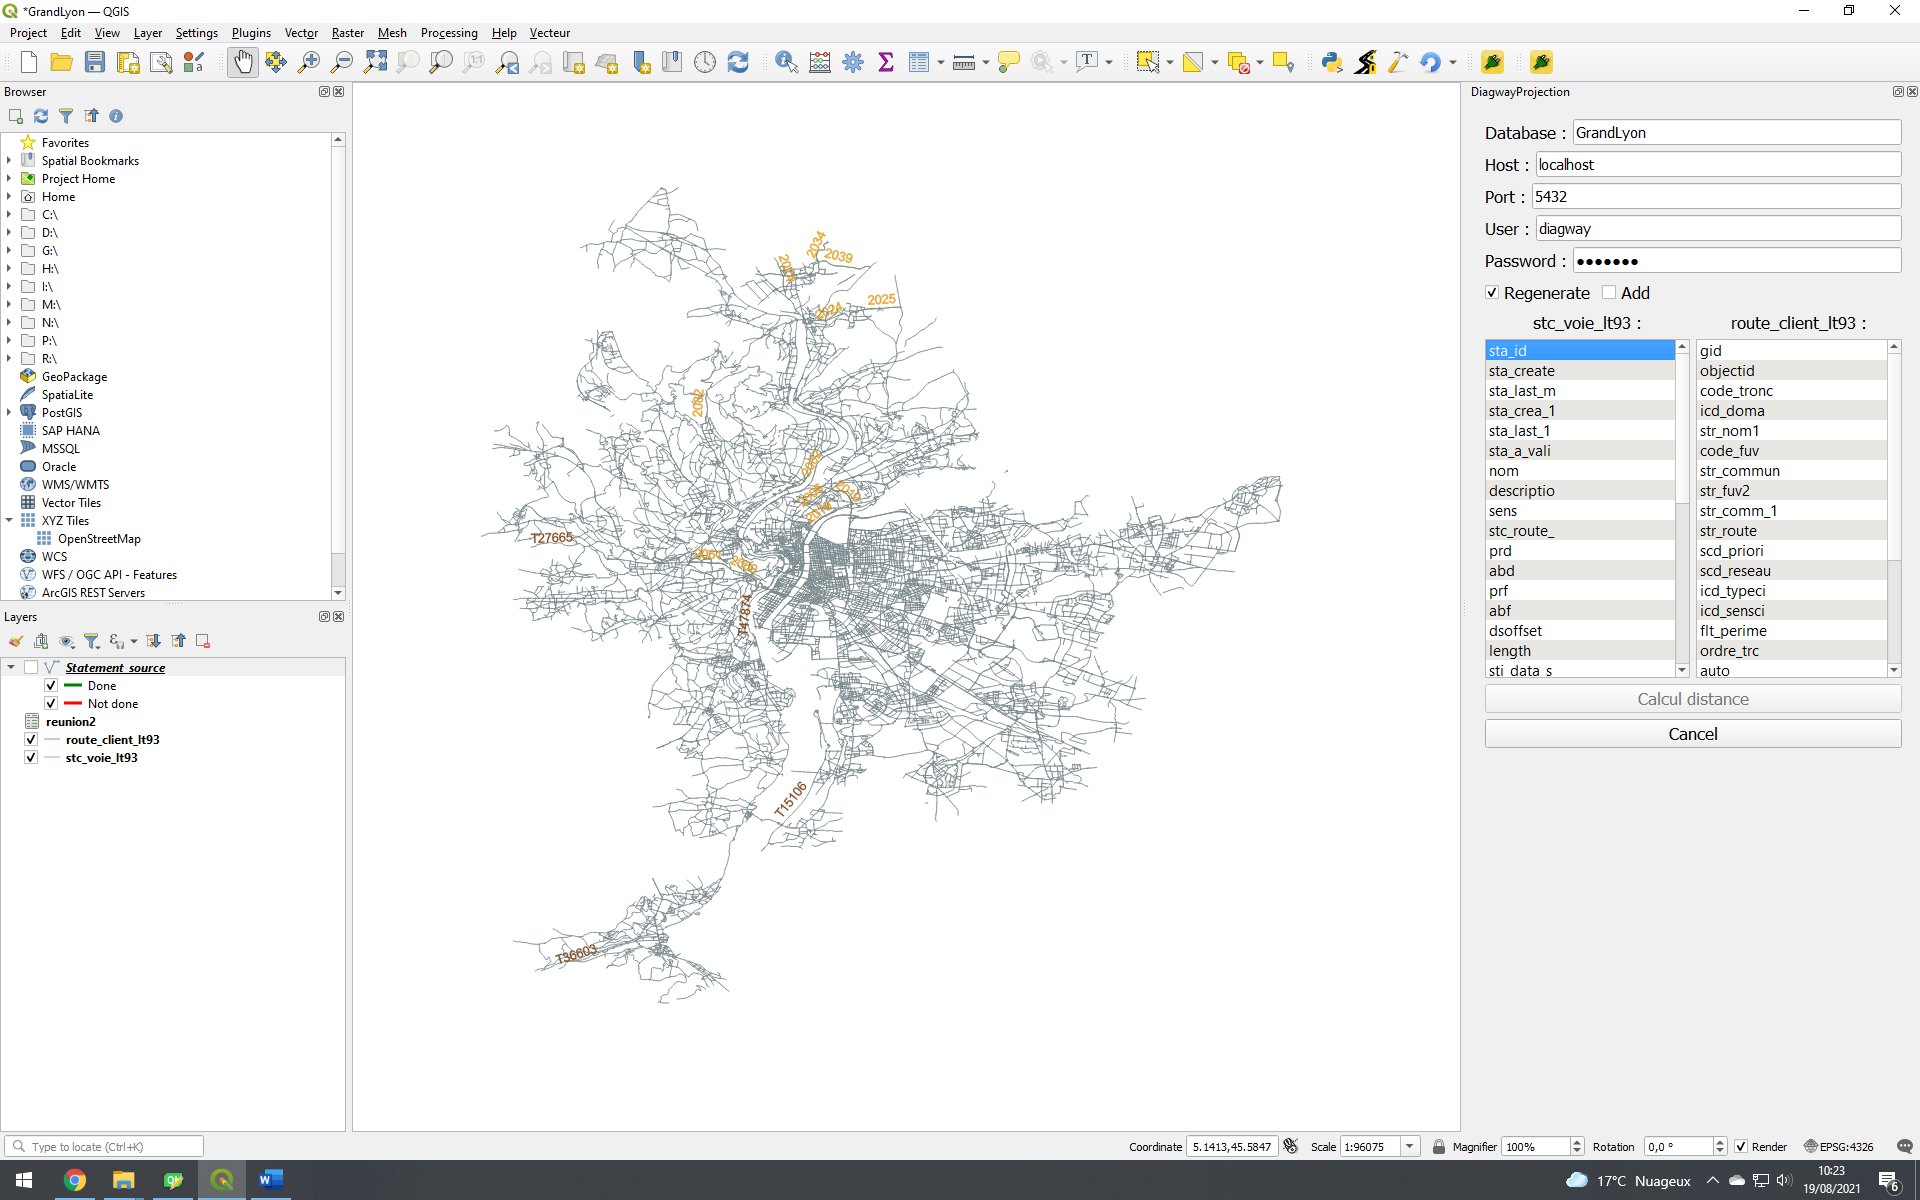 *GrandLyon — QGIS
Project Edit View Layer Settings Plugins Vector Raster Mesh Processing Help Vecteur
Browser
Favorites
Spatial Bookmarks
Project Home
Home
C:\
D:\
G:\
H:\
I:\
M:\
N:\
P:\
R:\
GeoPackage
SpatiaLite
PostGIS
SAP HANA
MSSQL
Oracle
WMS/WMTS
Vector Tiles
XYZ Tiles
OpenStreetMap
WCS
WFS / OGC API - Features
ArcGIS REST Servers
Layers
Statement source
Done
Not done
reunion2
route_client_lt93
stc_voie_lt93
Type to locate (Ctrl+K)
2034
2039
2025
2024
2032
T27665
T47874
T15106
T36603
DiagwayProjection
Database : GrandLyon
Host : localhost
Port : 5432
User : diagway
Password : ●●●●●●●
Regenerate Add
stc_voie_lt93 :
sta_id
sta_create
sta_last_m
sta_crea_1
sta_last_1
sta_a_vali
nom
descriptio
sens
stc_route_
prd
abd
prf
abf
dsoffset
length
sti_data_s
route_client_lt93 :
gid
objectid
code_tronc
icd_doma
str_nom1
code_fuv
str_commun
str_fuv2
str_comm_1
str_route
scd_priori
scd_reseau
icd_typeci
icd_sensci
flt_perime
ordre_trc
auto
Calcul distance
Cancel
Coordinate 5.1413,45.5847 Scale 1:96075 Magnifier 100% Rotation 0,0 ° Render EPSG:4326
17°C Nuageux
10:23
19/08/2021
6